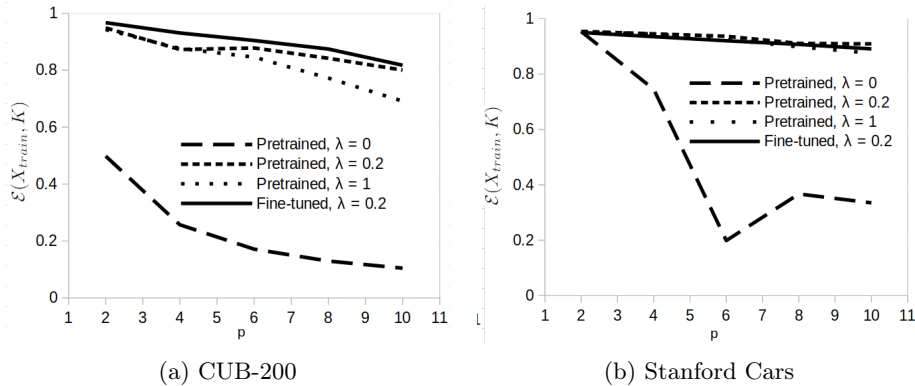 1
0.8
0.6
0.4
0.2
0
ℰ(X_train, K)
Pretrained, λ = 0
Pretrained, λ = 0.2
Pretrained, λ = 1
Fine-tuned, λ = 0.2
1 2 3 4 5 6 7 8 9 10 11
p
(a) CUB-200
1
0.8
0.6
0.4
0.2
0
ℰ(X_train, K)
Pretrained, λ = 0
Pretrained, λ = 0.2
Pretrained, λ = 1
Fine-tuned, λ = 0.2
1 2 3 4 5 6 7 8 9 10 11
p
(b) Stanford Cars